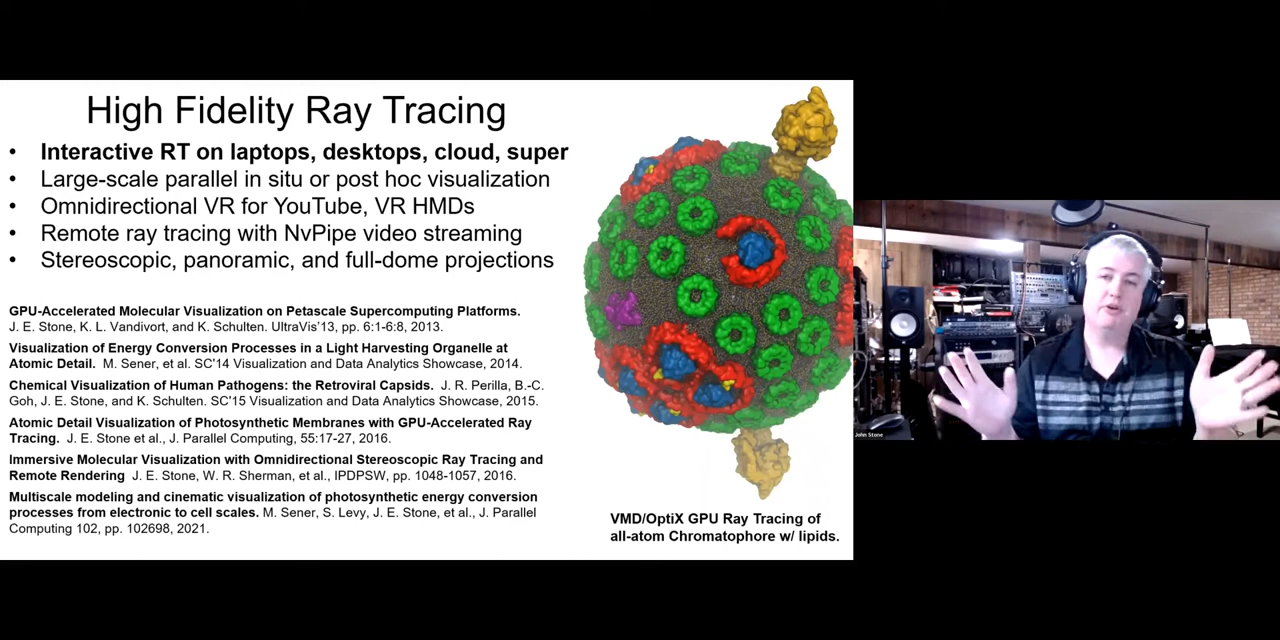 High Fidelity Ray Tracing
• Interactive RT on laptops, desktops, cloud, super
• Large-scale parallel in situ or post hoc visualization
• Omnidirectional VR for YouTube, VR HMDs
• Remote ray tracing with NvPipe video streaming
• Stereoscopic, panoramic, and full-dome projections
GPU-Accelerated Molecular Visualization on Petascale Supercomputing Platforms.
J. E. Stone, K. L. Vandivort, and K. Schulten. UltraVis'13, pp. 6:1-6:8, 2013.
Visualization of Energy Conversion Processes in a Light Harvesting Organelle at
Atomic Detail. M. Sener, et al. SC'14 Visualization and Data Analytics Showcase, 2014.
Chemical Visualization of Human Pathogens: the Retroviral Capsids. J. R. Perilla, B.-C.
Goh, J. E. Stone, and K. Schulten. SC'15 Visualization and Data Analytics Showcase, 2015.
Atomic Detail Visualization of Photosynthetic Membranes with GPU-Accelerated Ray
Tracing. J. E. Stone et al., J. Parallel Computing, 55:17-27, 2016.
Immersive Molecular Visualization with Omnidirectional Stereoscopic Ray Tracing and
Remote Rendering J. E. Stone, W. R. Sherman, et al., IPDPSW, pp. 1048-1057, 2016.
Multiscale modeling and cinematic visualization of photosynthetic energy conversion
processes from electronic to cell scales. M. Sener, S. Levy, J. E. Stone, et al., J. Parallel
Computing 102, pp. 102698, 2021.
VMD/OptiX GPU Ray Tracing of
all-atom Chromatophore w/ lipids.
John Stone